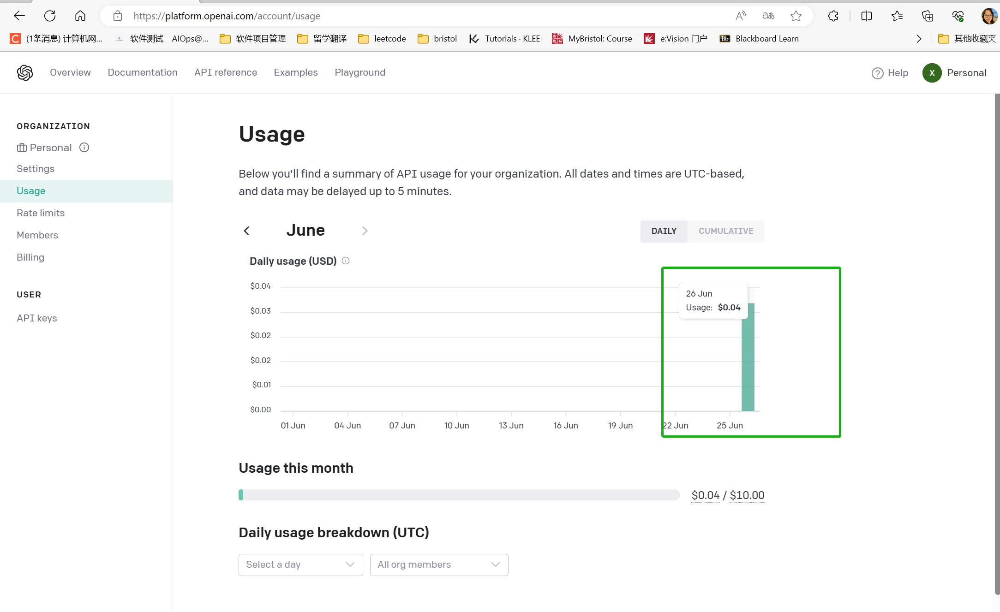 https://platform.openai.com/account/usage
(1条消息) 计算机网... 软件测试 – AIOps@... 软件项目管理 留学翻译 leetcode bristol Tutorials · KLEE MyBristol: Course e:Vision 门户 Bb Blackboard Learn 其他收藏夹
Overview Documentation API reference Examples Playground Help X Personal
ORGANIZATION
Personal
Settings
Usage
Rate limits
Members
Billing
USER
API keys
Usage
Below you'll find a summary of API usage for your organization. All dates and times are UTC-based,
and data may be delayed up to 5 minutes.
June
DAILY CUMULATIVE
Daily usage (USD)
$0.04
$0.03
$0.02
$0.02
$0.01
$0.00
26 Jun
Usage: $0.04
01 Jun 04 Jun 07 Jun 10 Jun 13 Jun 16 Jun 19 Jun 22 Jun 25 Jun
Usage this month
$0.04 / $10.00
Daily usage breakdown (UTC)
Select a day All org members